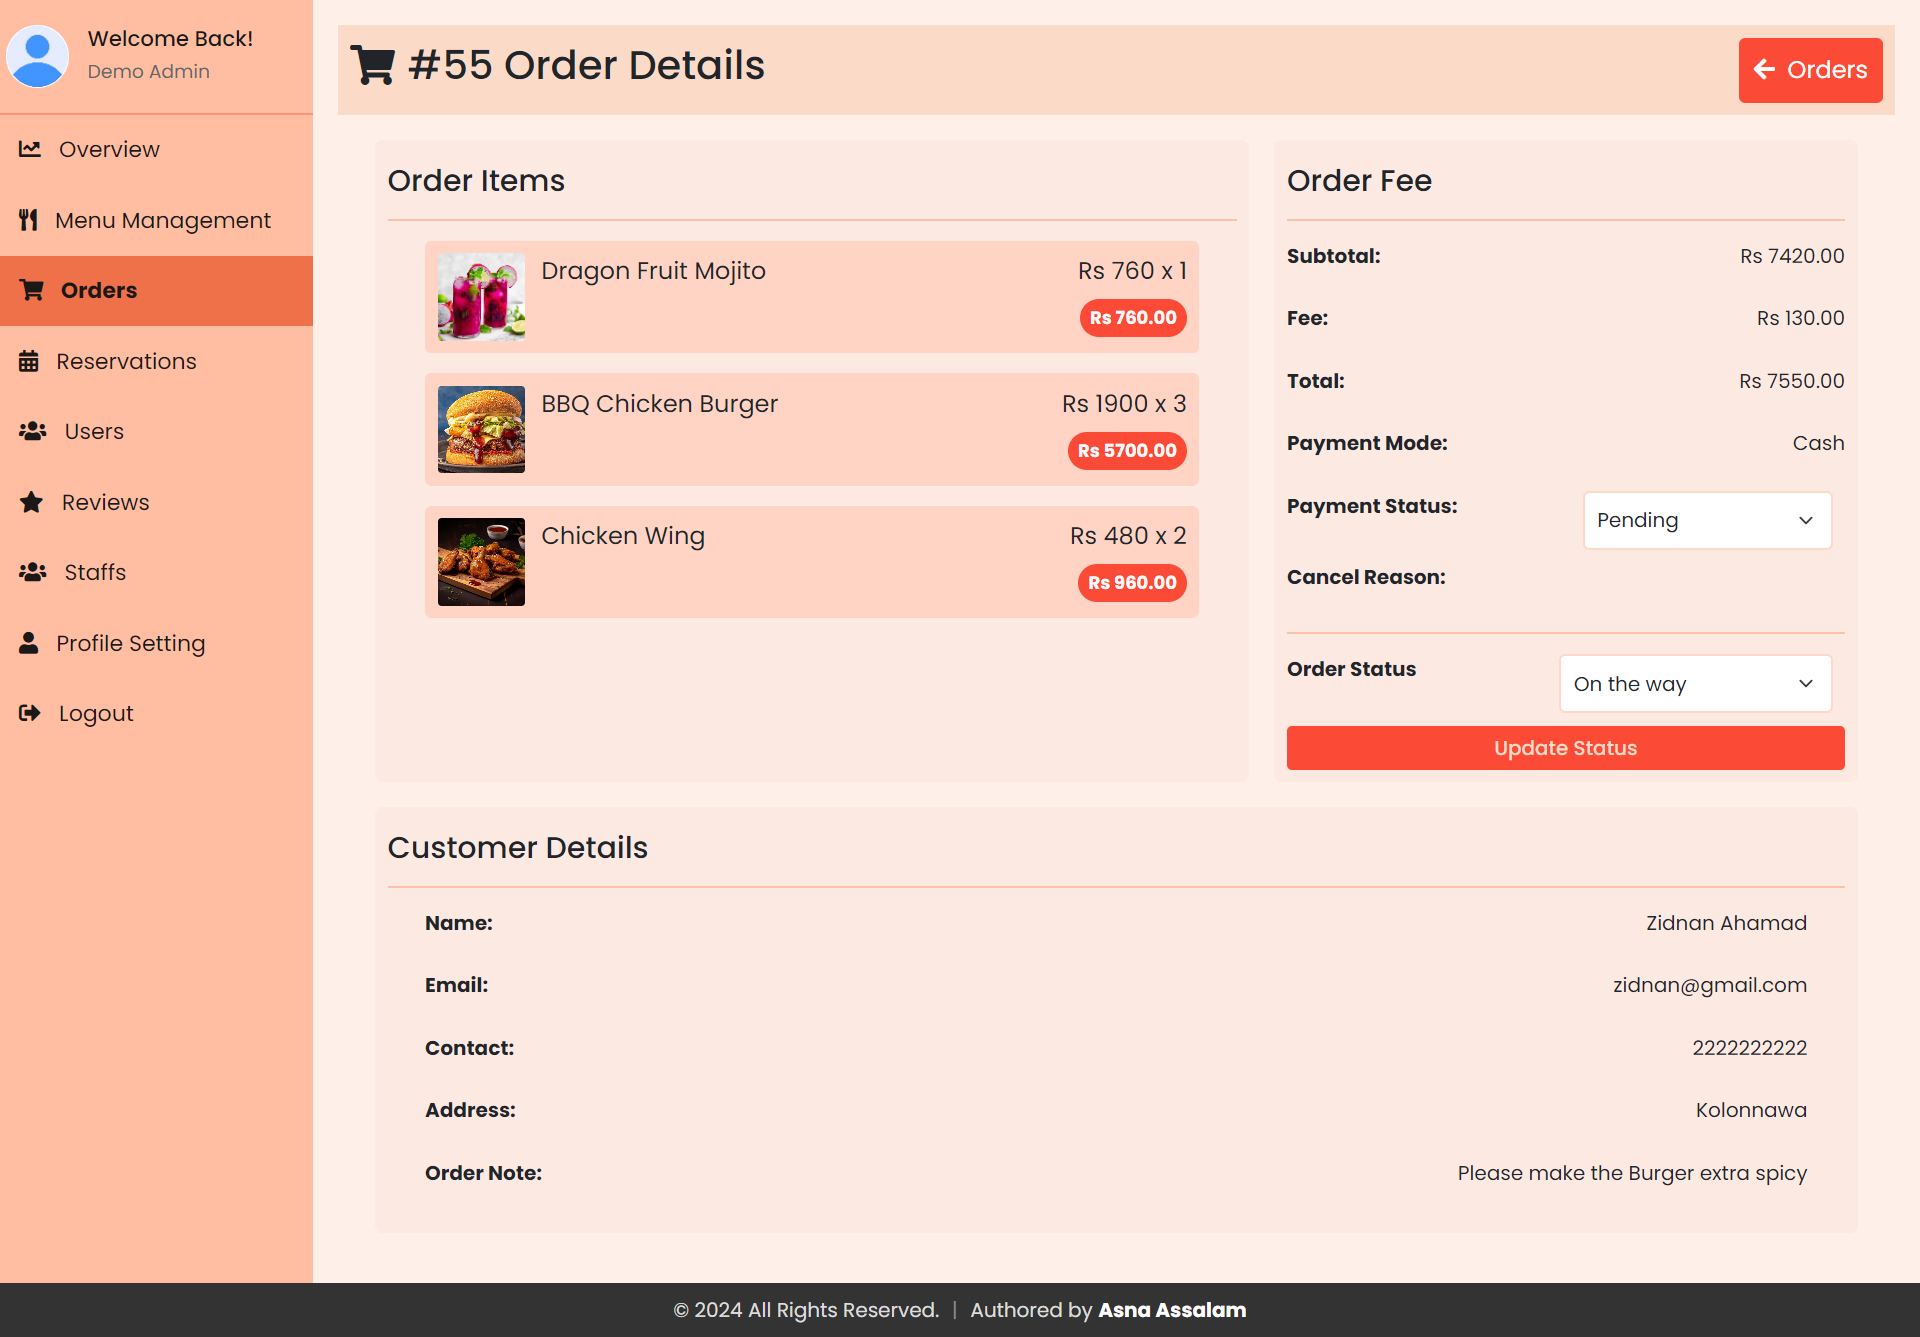 Welcome Back!
Demo Admin
Overview
Menu Management
Orders
Reservations
Users
Reviews
Staffs
Profile Setting
Logout
#55 Order Details
Orders
Order Items
Dragon Fruit Mojito
Rs 760 x 1
Rs 760.00
BBQ Chicken Burger
Rs 1900 x 3
Rs 5700.00
Chicken Wing
Rs 480 x 2
Rs 960.00
Order Fee
Subtotal: Rs 7420.00
Fee: Rs 130.00
Total: Rs 7550.00
Payment Mode: Cash
Payment Status: Pending
Cancel Reason:
Order Status On the way
Update Status
Customer Details
Name: Zidnan Ahamad
Email: zidnan@gmail.com
Contact: 2222222222
Address: Kolonnawa
Order Note: Please make the Burger extra spicy
© 2024 All Rights Reserved. | Authored by Asna Assalam